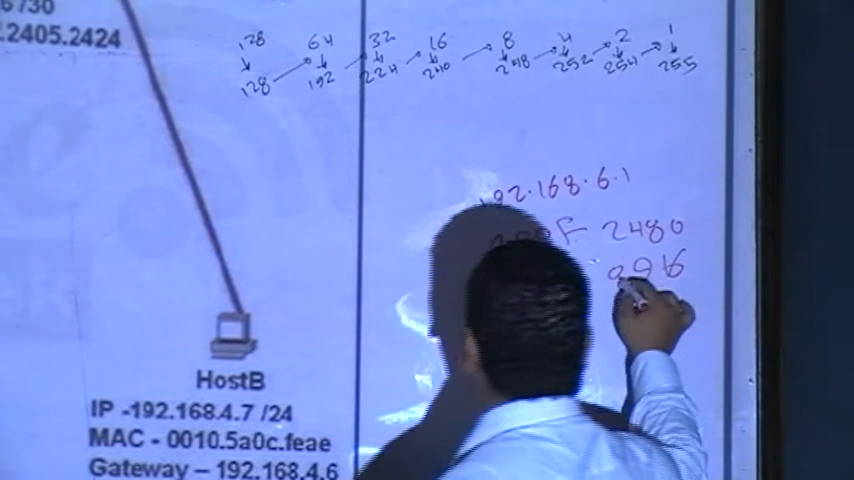 6730
.2405.2424
128 64 32 16 8 4 2 1
128 192 224 240 248 252 254 255
192.168.6.1
2480
HostB
IP -192.168.4.7 /24
MAC - 0010.5a0c.feae
Gateway – 192.168.4.6